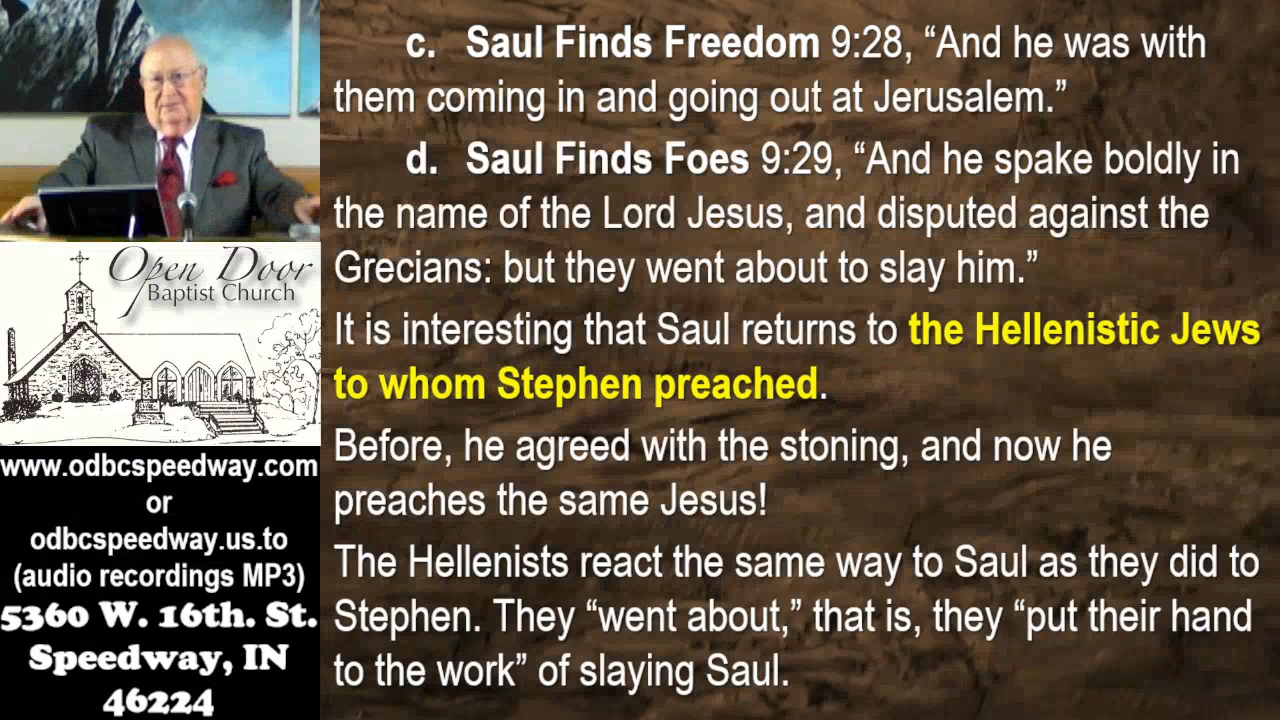 c. Saul Finds Freedom 9:28, “And he was with
them coming in and going out at Jerusalem.”
d. Saul Finds Foes 9:29, “And he spake boldly in
the name of the Lord Jesus, and disputed against the
Grecians: but they went about to slay him.”
It is interesting that Saul returns to the Hellenistic Jews
to whom Stephen preached.
Before, he agreed with the stoning, and now he
preaches the same Jesus!
The Hellenists react the same way to Saul as they did to
Stephen. They “went about,” that is, they “put their hand
to the work” of slaying Saul.
Open Door
Baptist Church
www.odbcspeedway.com
or
odbcspeedway.us.to
(audio recordings MP3)
5360 W. 16th. St.
Speedway, IN
46224